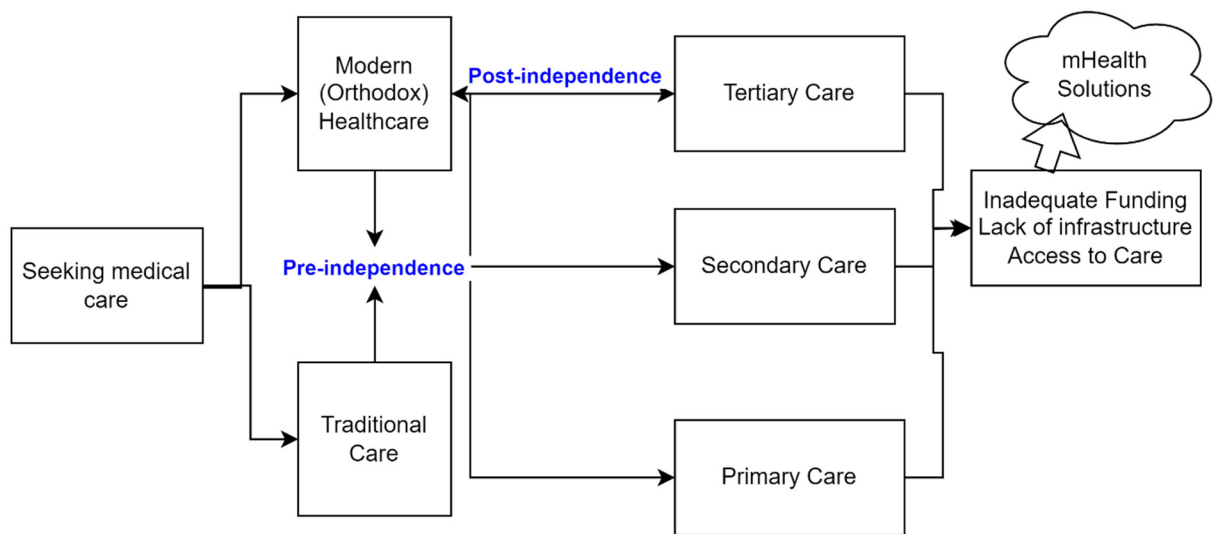 Seeking medical
care
Modern
(Orthodox)
Healthcare
Pre-independence
Traditional
Care
Post-independence
Tertiary Care
Secondary Care
Primary Care
mHealth
Solutions
Inadequate Funding
Lack of infrastructure
Access to Care